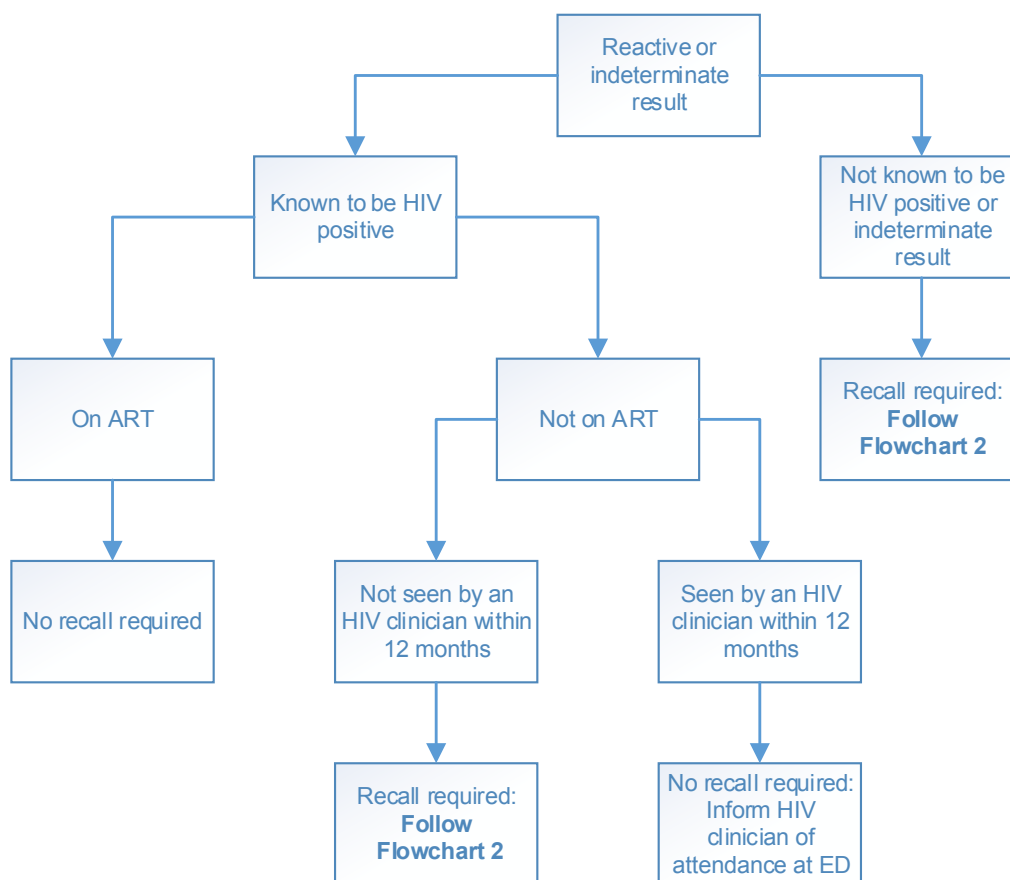 Reactive or
indeterminate
result
Known to be HIV
positive
Not known to be
HIV positive or
indeterminate
result
On ART
Not on ART
Recall required:
Follow
Flowchart 2
No recall required
Not seen by an
HIV clinician within
12 months
Seen by an HIV
clinician within 12
months
Recall required:
Follow
Flowchart 2
No recall required:
Inform HIV
clinician of
attendance at ED